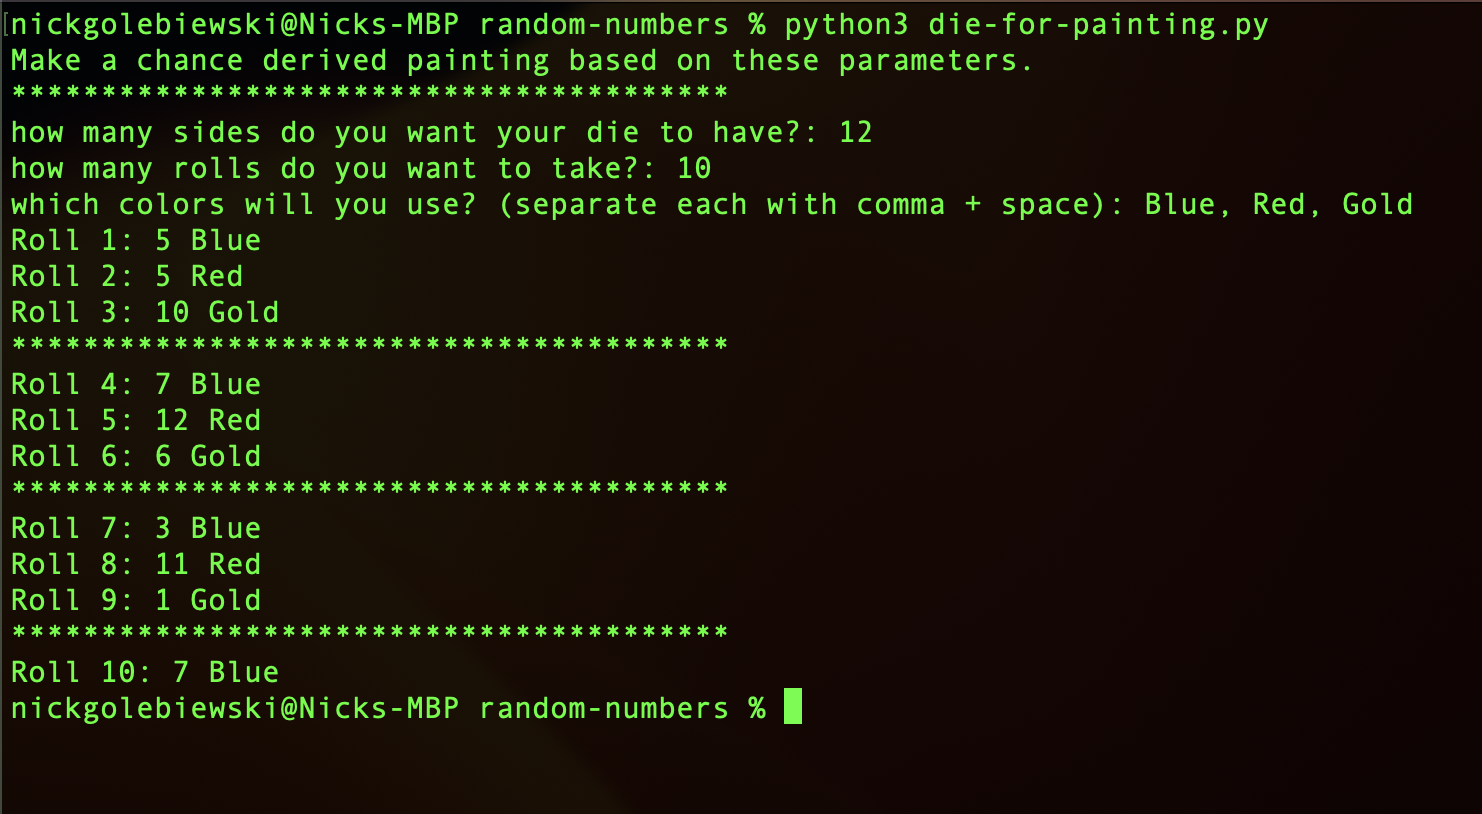 [nickgolebiewski@Nicks-MBP random-numbers % python3 die-for-painting.py
Make a chance derived painting based on these parameters.
****************************************
how many sides do you want your die to have?: 12
how many rolls do you want to take?: 10
which colors will you use? (separate each with comma + space): Blue, Red, Gold
Roll 1: 5 Blue
Roll 2: 5 Red
Roll 3: 10 Gold
****************************************
Roll 4: 7 Blue
Roll 5: 12 Red
Roll 6: 6 Gold
****************************************
Roll 7: 3 Blue
Roll 8: 11 Red
Roll 9: 1 Gold
****************************************
Roll 10: 7 Blue
nickgolebiewski@Nicks-MBP random-numbers %